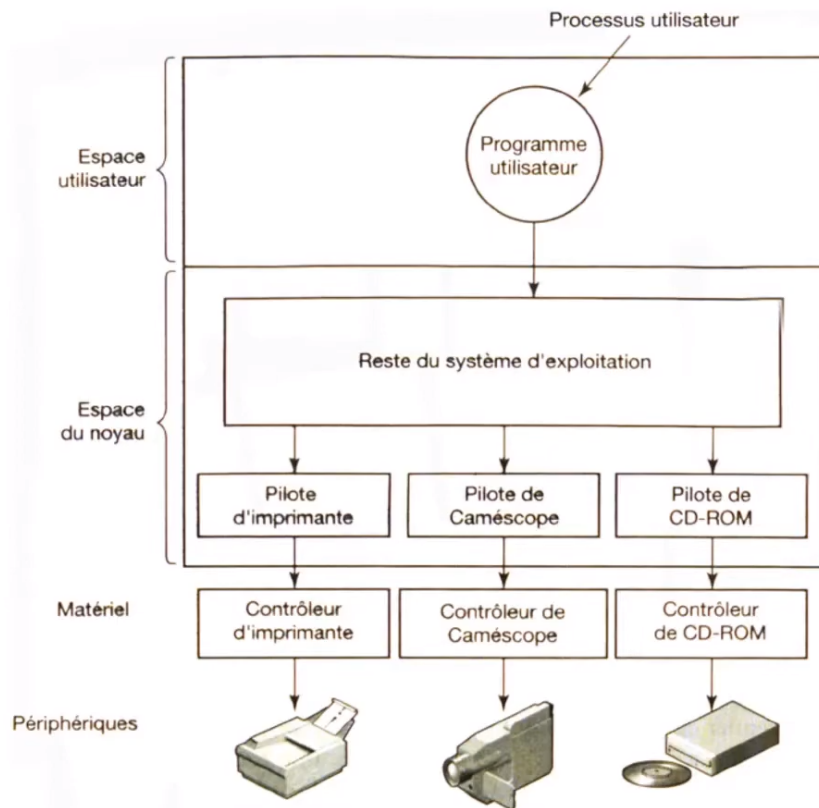 Processus utilisateur
Espace
utilisateur
Programme
utilisateur
Espace
du noyau
Reste du système d'exploitation
Pilote
d'imprimante
Pilote de
Caméscope
Pilote de
CD-ROM
Matériel
Contrôleur
d'imprimante
Contrôleur de
Caméscope
Contrôleur
de CD-ROM
Périphériques